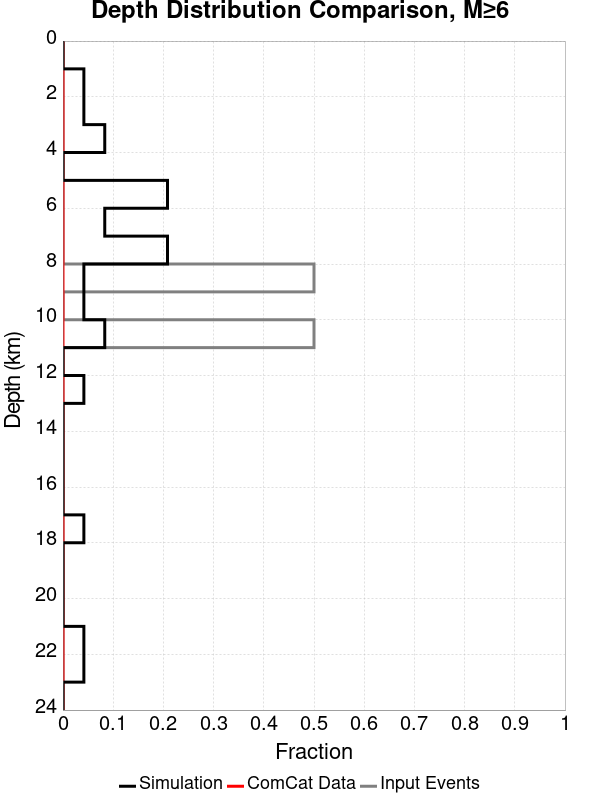 Depth Distribution Comparison, M≥6
0
2
4
6
8
10
12
14
16
18
20
22
24
Depth (km)
0 0.1 0.2 0.3 0.4 0.5 0.6 0.7 0.8 0.9 1
Fraction
Simulation ComCat Data Input Events